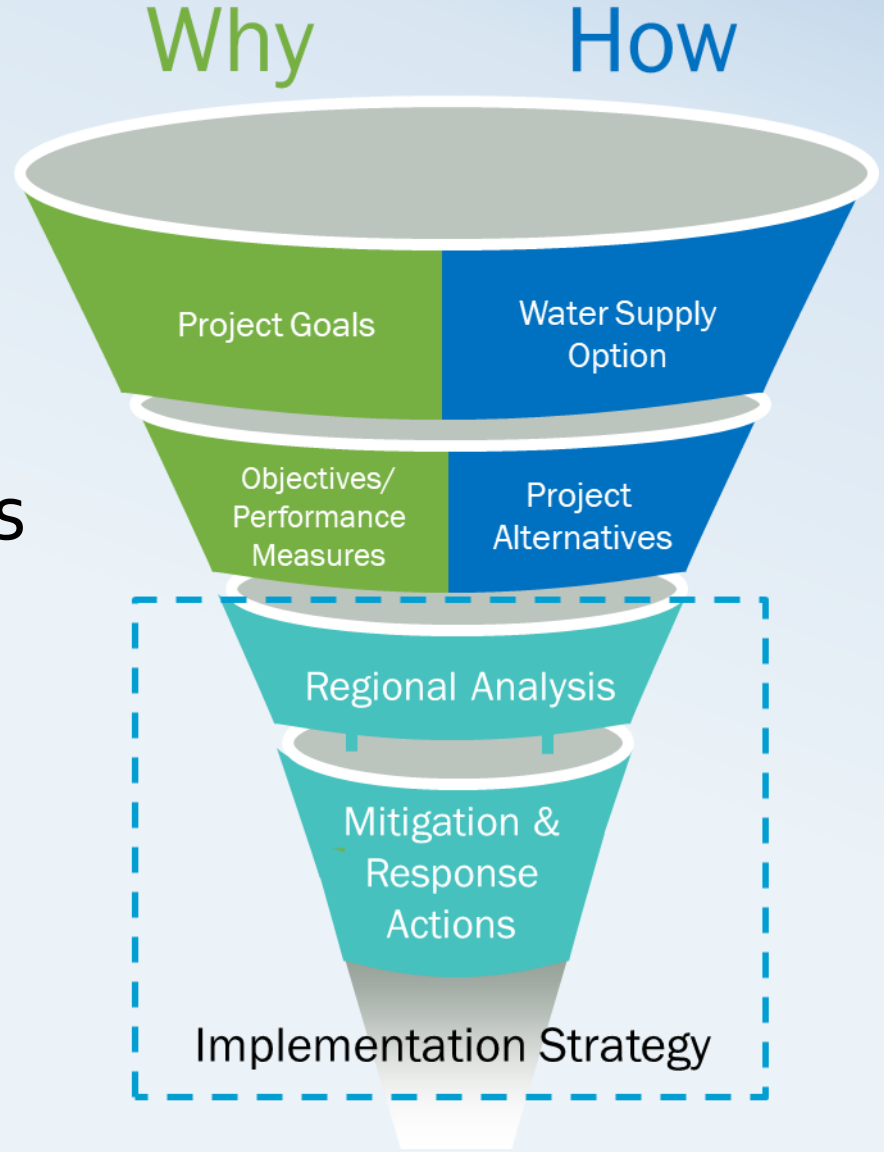 Why
How
Project Goals
Water Supply
Option
Objectives/
Performance
Measures
Project
Alternatives
s
Regional Analysis
Mitigation &
Response
Actions
Implementation Strategy